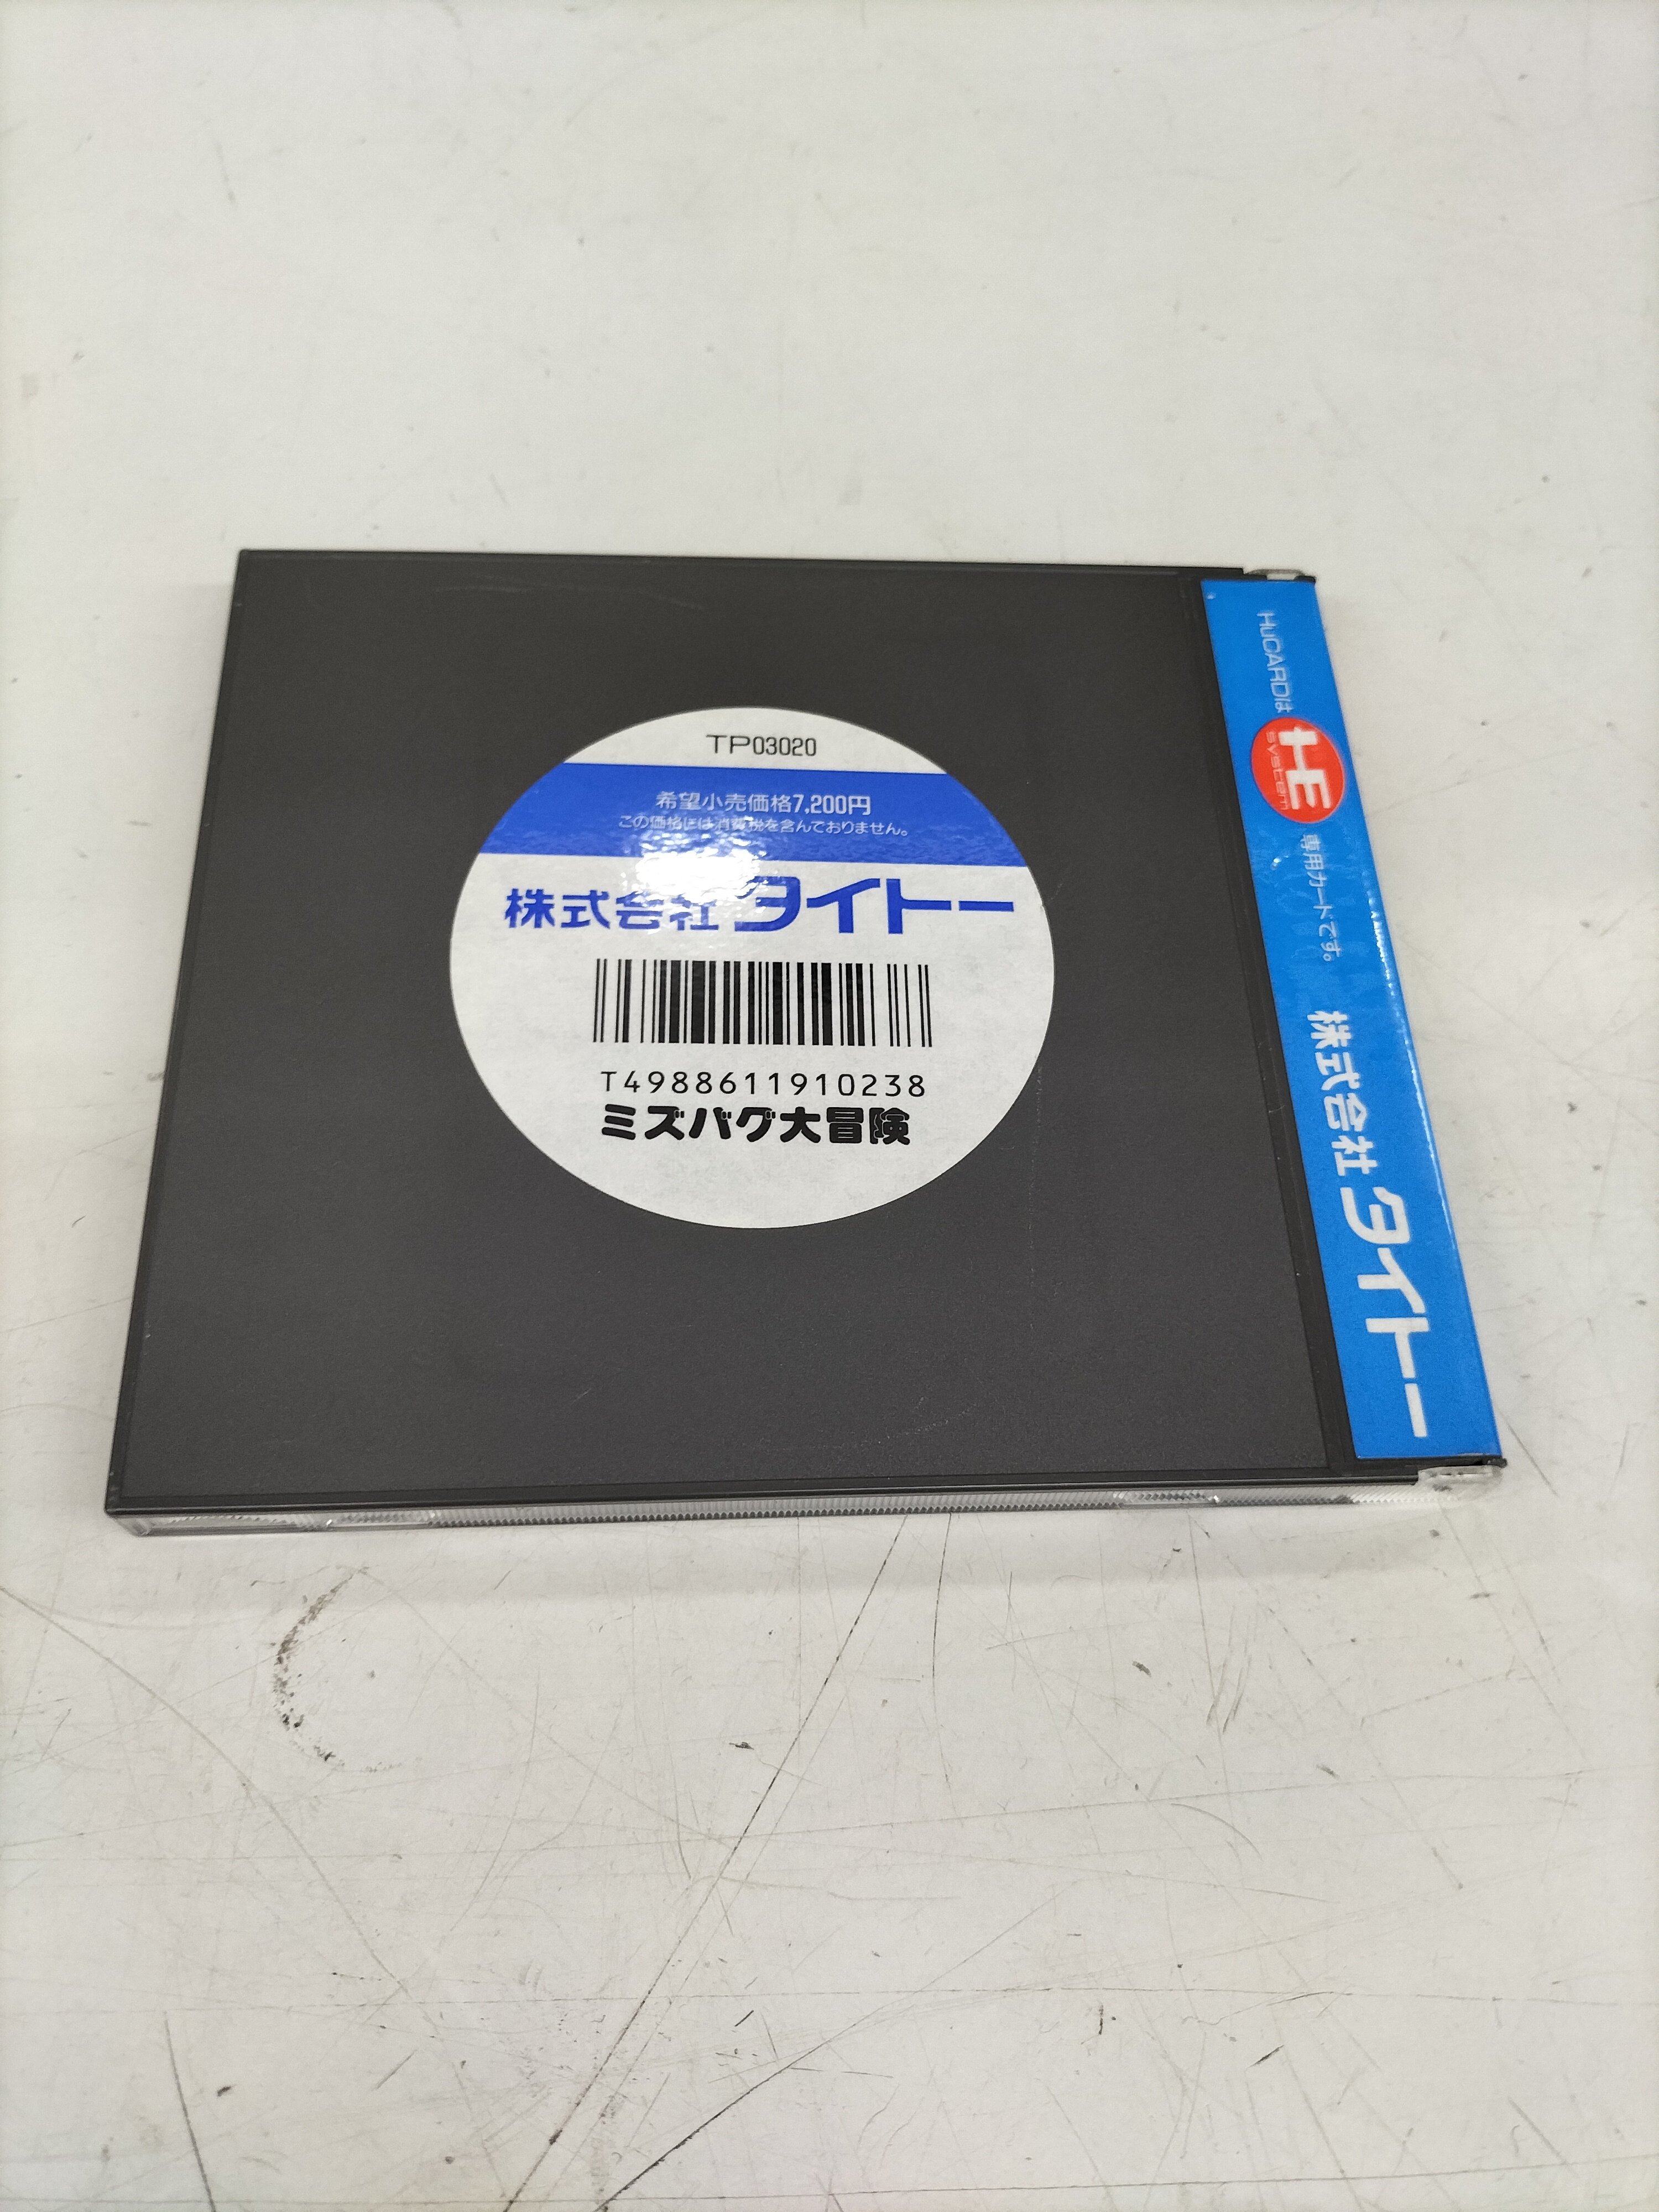 TP03020
希望小売価格7,200円
この価格には消費税を含んでおりません。
株式会社タイトー
T4988611910238
ミズバグ大冒険
HuCARDは HE system 専用カードです。 株式会社タイトー